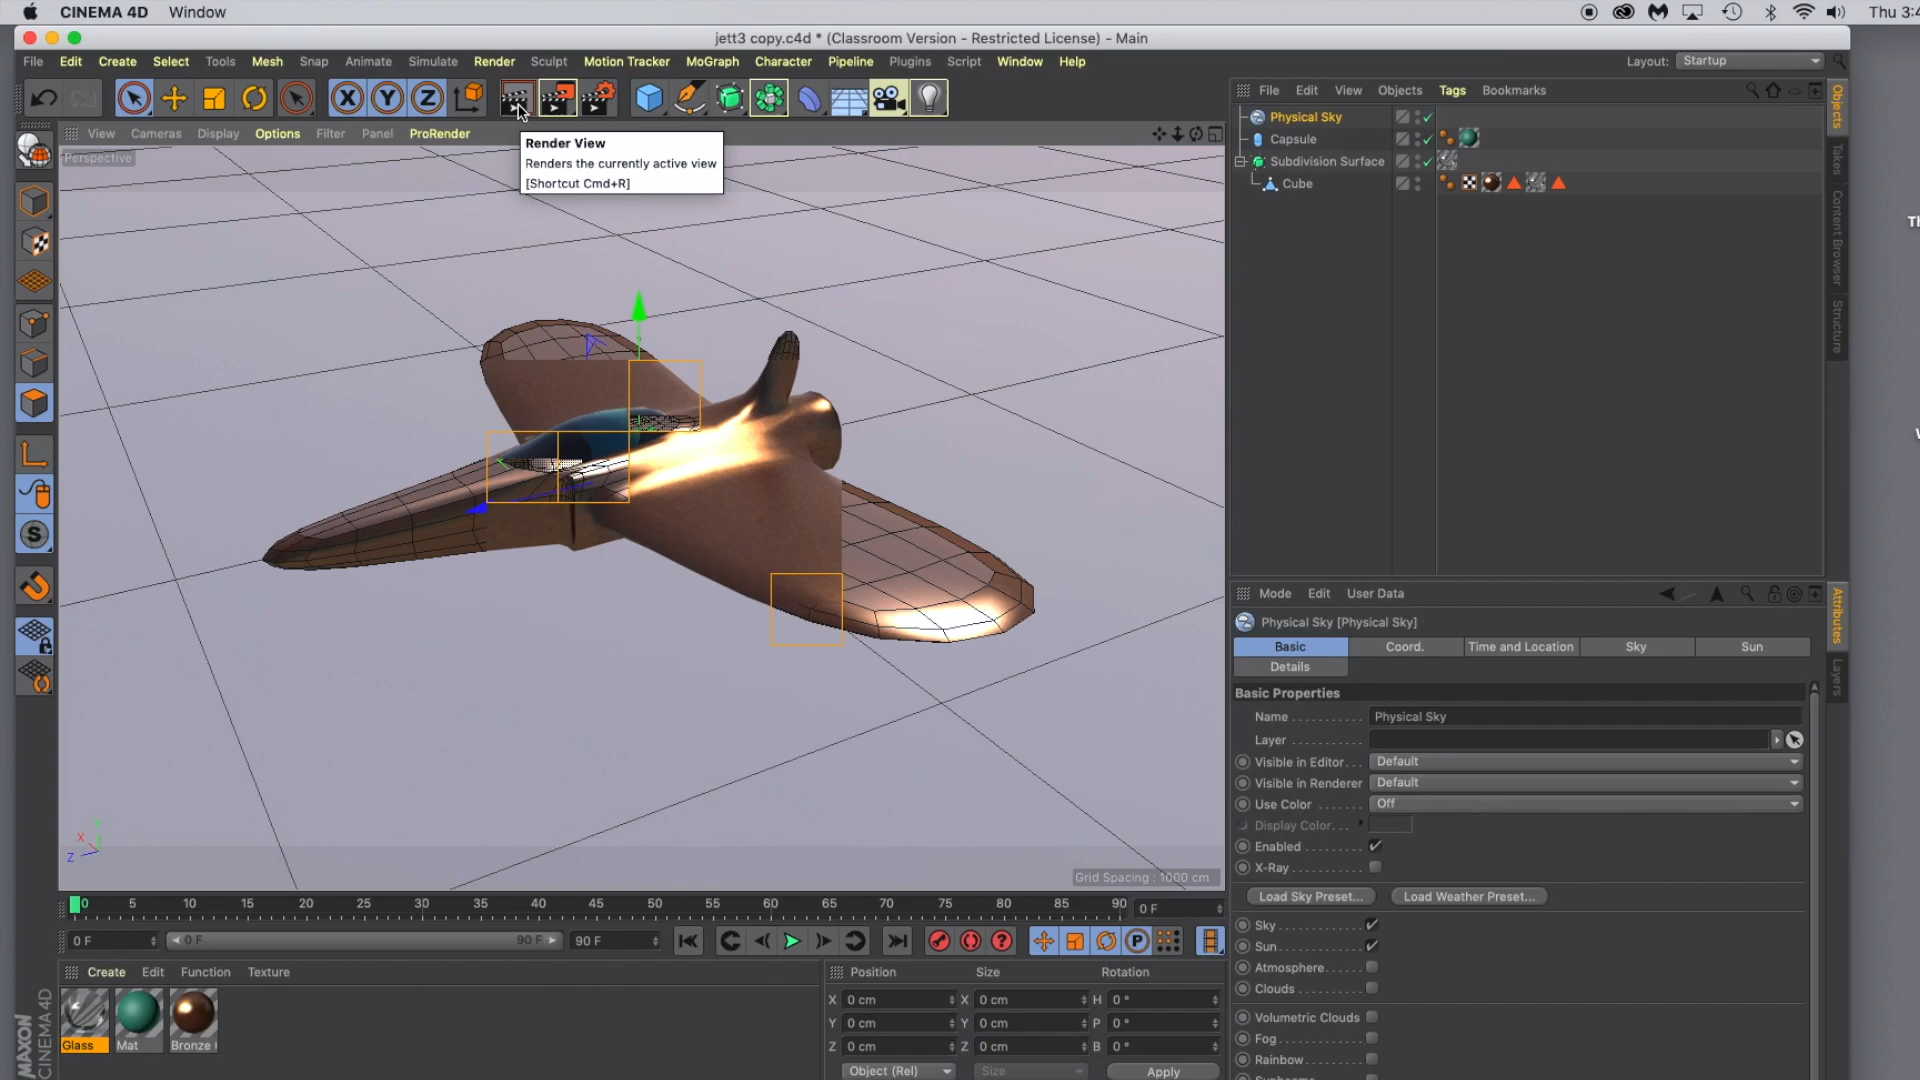 CINEMA 4D Window
Thu 3:4
jett3 copy.c4d * (Classroom Version - Restricted License) - Main
File Edit Create Select Tools Mesh Snap Animate Simulate Render Sculpt Motion Tracker MoGraph Character Pipeline Plugins Script Window Help
Layout: Startup
X Y Z
View Cameras Display Options Filter Panel ProRender
Perspective
Render View
Renders the currently active view
[Shortcut Cmd+R]
File Edit View Objects Tags Bookmarks
Physical Sky
Capsule
Subdivision Surface
Cube
Objects
Takes
Content Browser
Structure
Th
Y
X
Z
Grid Spacing : 1000 cm
0 5 10 15 20 25 30 35 40 45 50 55 60 65 70 75 80 85 90 0 F
0 F 0 F 90 F 90 F
Create Edit Function Texture
Glass Mat Bronze
MAXON
CINEMA 4D
Position Size Rotation
X 0 cm X 0 cm H 0 °
Y 0 cm Y 0 cm P 0 °
Z 0 cm Z 0 cm B 0 °
Object (Rel) Size Apply
Mode Edit User Data
Attributes
Layers
Physical Sky [Physical Sky]
Basic Coord. Time and Location Sky Sun
Details
Basic Properties
Name Physical Sky
Layer
Visible in Editor Default
Visible in Renderer Default
Use Color Off
Display Color
Enabled
X-Ray
Load Sky Preset... Load Weather Preset...
Sky
Sun
Atmosphere
Clouds
Volumetric Clouds
Fog
Rainbow